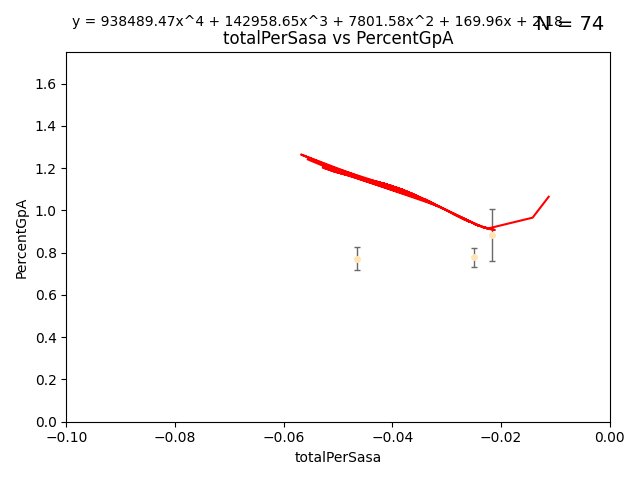 y = 938489.47x^4 + 142958.65x^3 + 7801.58x^2 + 169.96x + 2.18
N = 74
totalPerSasa vs PercentGpA
1.6
1.4
1.2
1.0
0.8
0.6
0.4
0.2
0.0
PercentGpA
−0.10 −0.08 −0.06 −0.04 −0.02 0.00
totalPerSasa